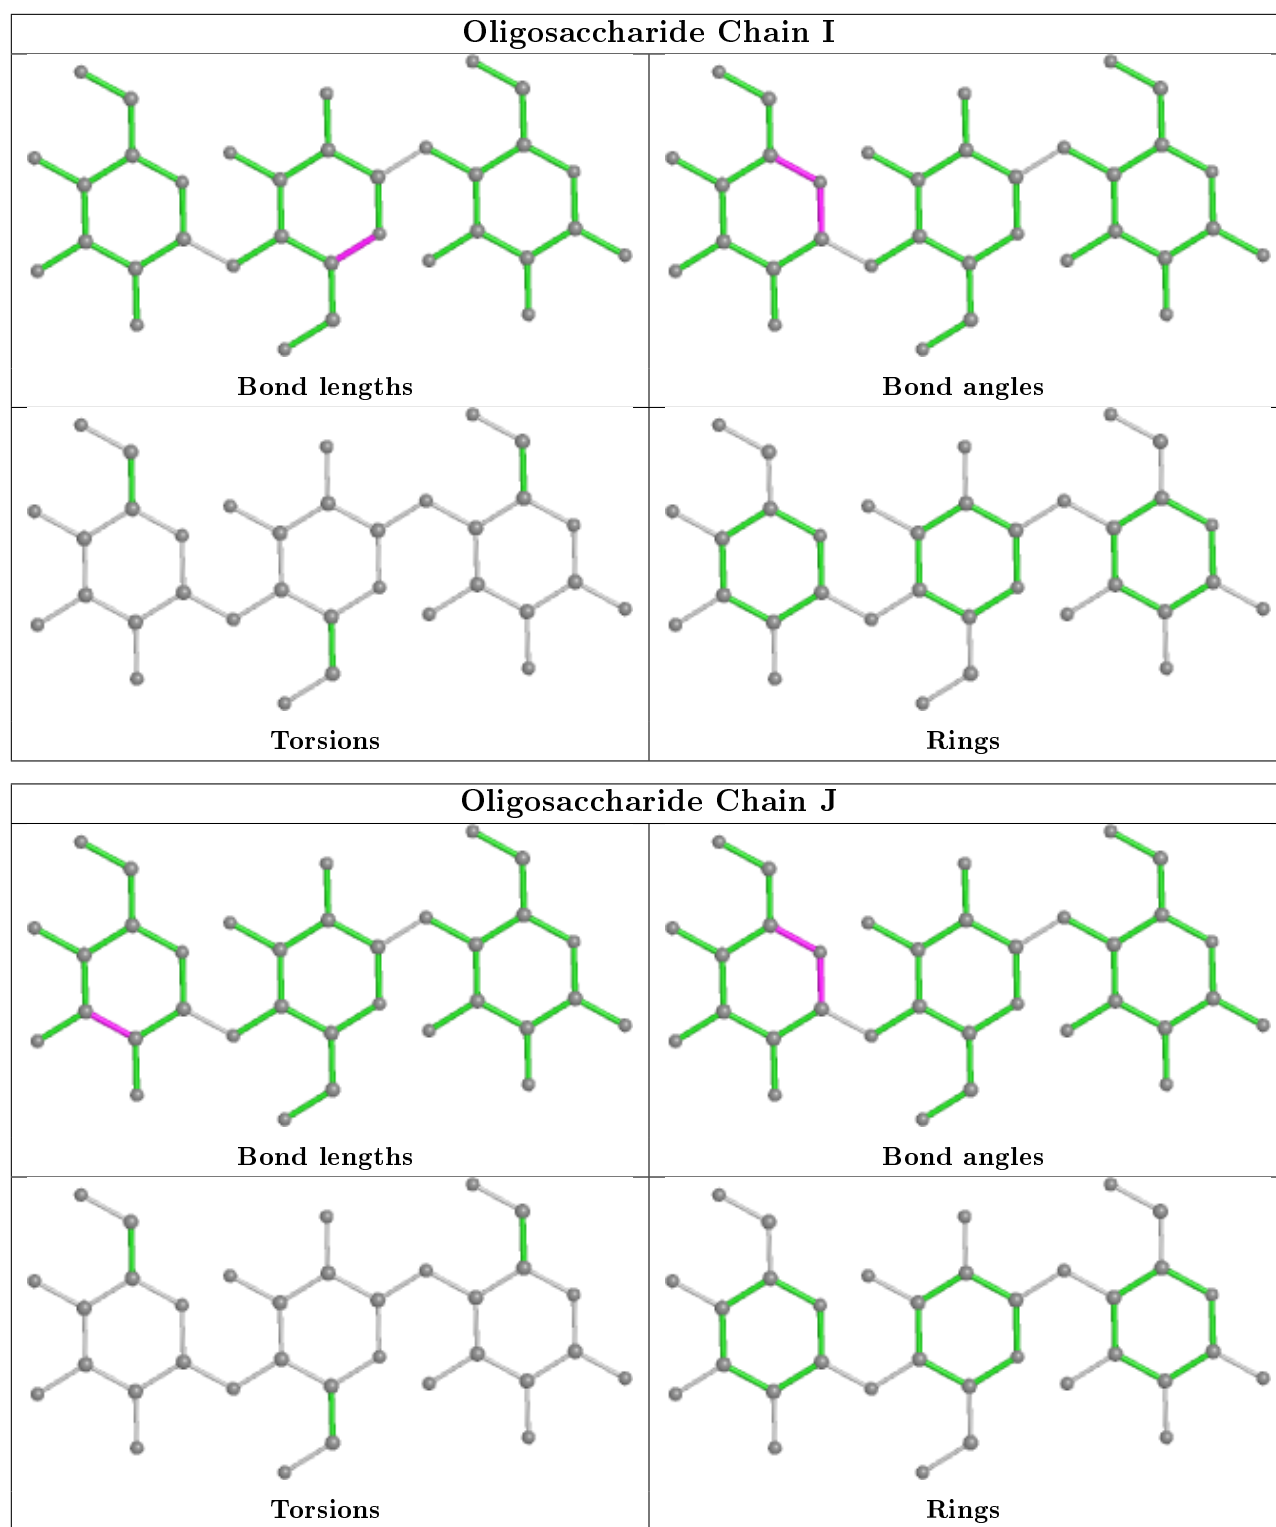 Oligosaccharide Chain I
Bond lengths
Bond angles
Torsions
Rings
Oligosaccharide Chain J
Bond lengths
Bond angles
Torsions
Rings